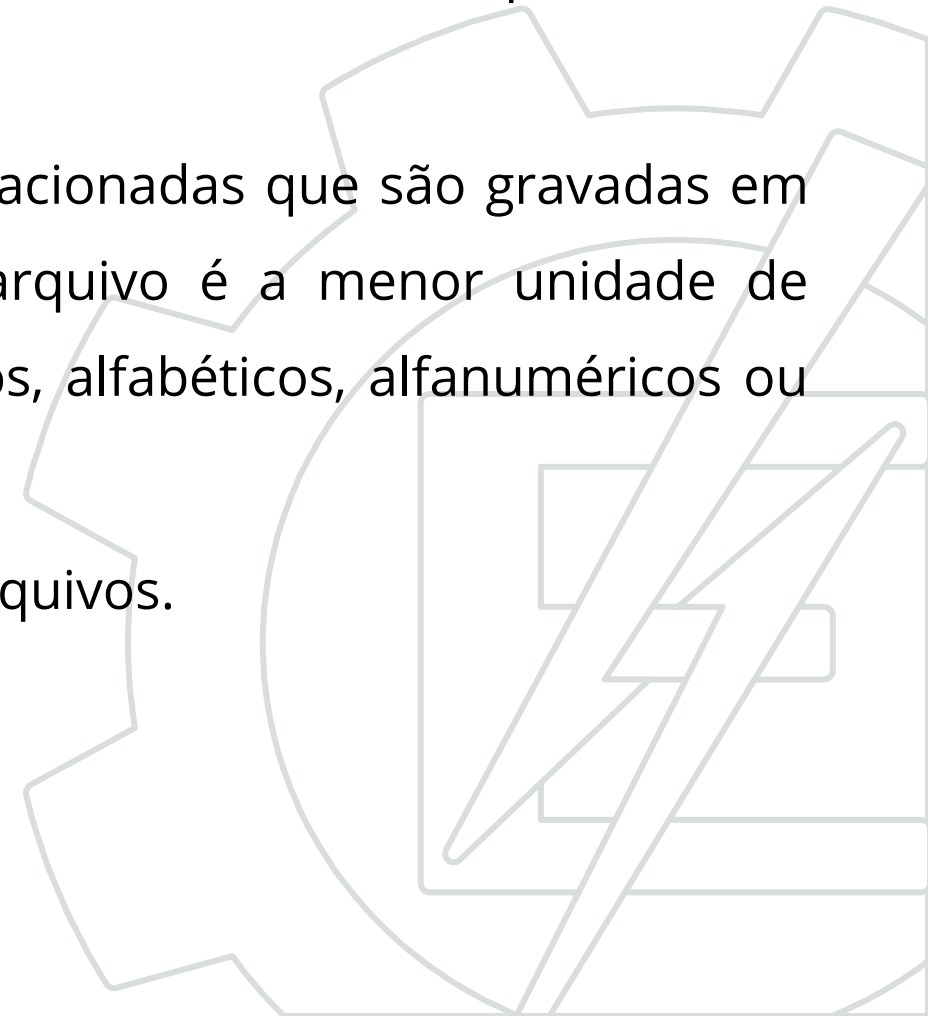 acionadas que são gravadas em
arquivo é a menor unidade de
os, alfabéticos, alfanuméricos ou
quivos.